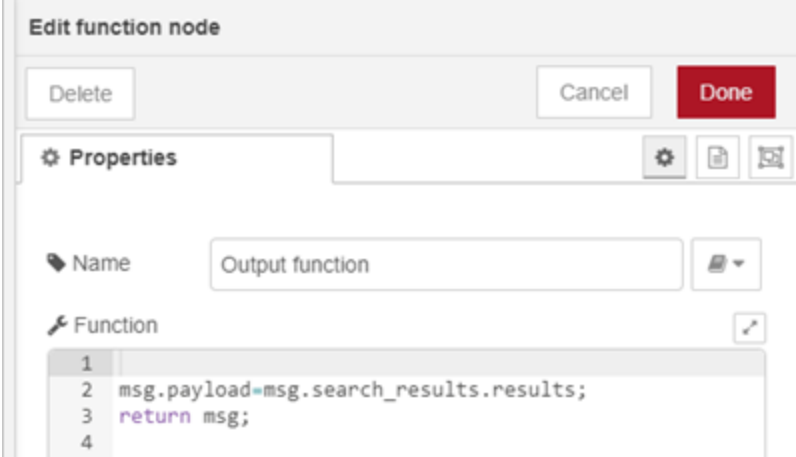 Edit function node
Delete Cancel Done
Properties
Name Output function
Function
1
2 msg.payload=msg.search_results.results;
3 return msg;
4